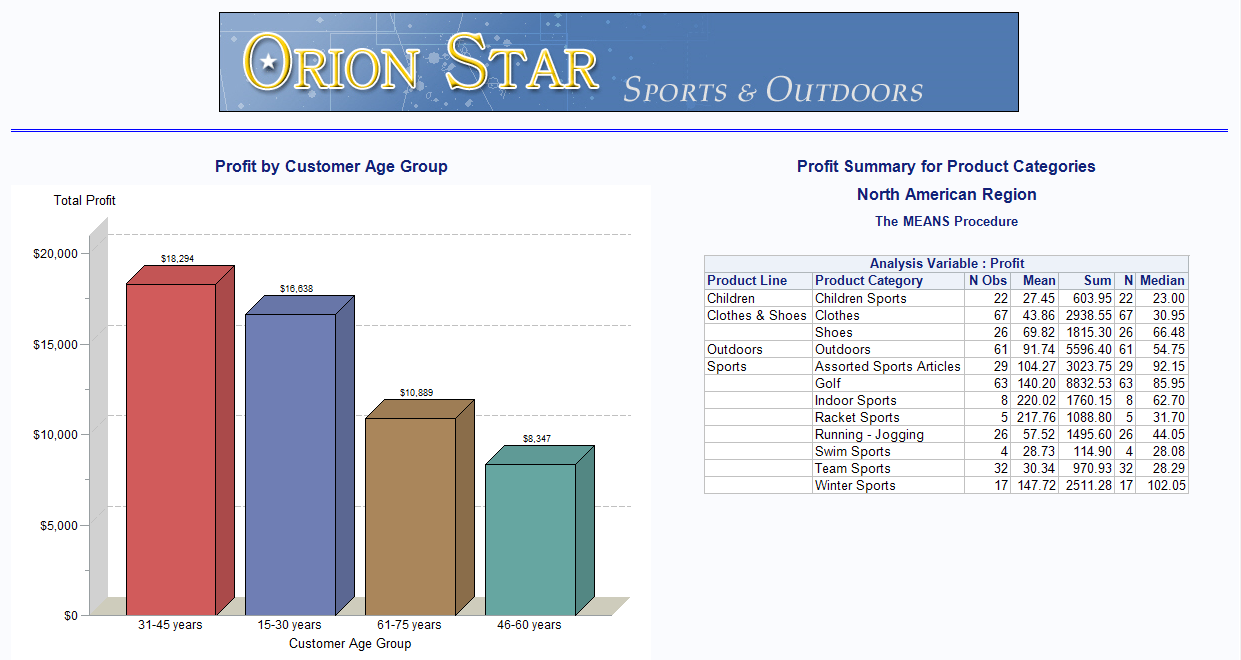 ORION STAR SPORTS & OUTDOORS
Profit by Customer Age Group
Total Profit
$20,000
$15,000
$10,000
$5,000
$0
$18,294
$16,638
$10,889
$8,347
31-45 years 15-30 years 61-75 years 46-60 years
Customer Age Group
Profit Summary for Product Categories
North American Region
The MEANS Procedure
Analysis Variable : Profit
Product Line Product Category N Obs Mean Sum N Median
Children Children Sports 22 27.45 603.95 22 23.00
Clothes & Shoes Clothes 67 43.86 2938.55 67 30.95
Shoes 26 69.82 1815.30 26 66.48
Outdoors Outdoors 61 91.74 5596.40 61 54.75
Sports Assorted Sports Articles 29 104.27 3023.75 29 92.15
Golf 63 140.20 8832.53 63 85.95
Indoor Sports 8 220.02 1760.15 8 62.70
Racket Sports 5 217.76 1088.80 5 31.70
Running - Jogging 26 57.52 1495.60 26 44.05
Swim Sports 4 28.73 114.90 4 28.08
Team Sports 32 30.34 970.93 32 28.29
Winter Sports 17 147.72 2511.28 17 102.05